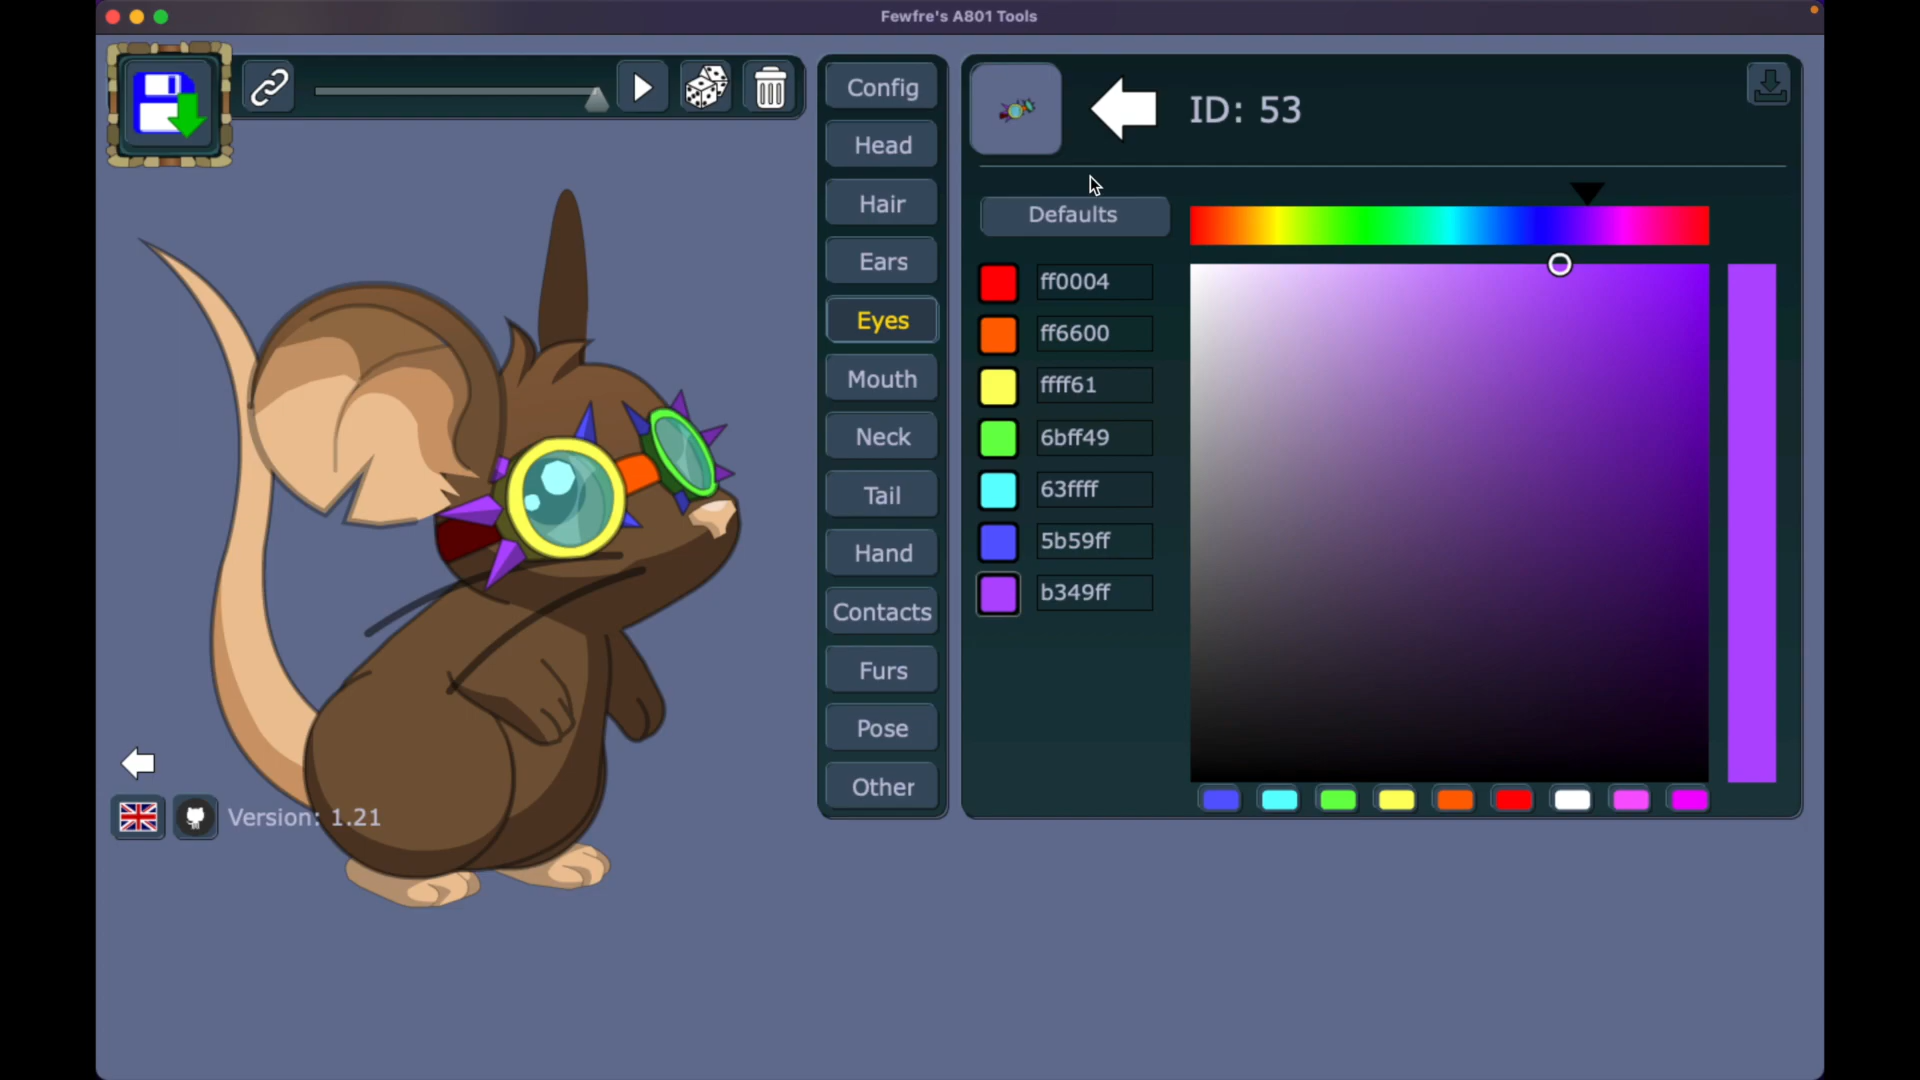 Fewfre's A801 Tools
Config
Head
Hair
Ears
Eyes
Mouth
Neck
Tail
Hand
Contacts
Furs
Pose
Other
ID: 53
Defaults
ff0004
ff6600
ffff61
6bff49
63ffff
5b59ff
b349ff
Version: 1.21